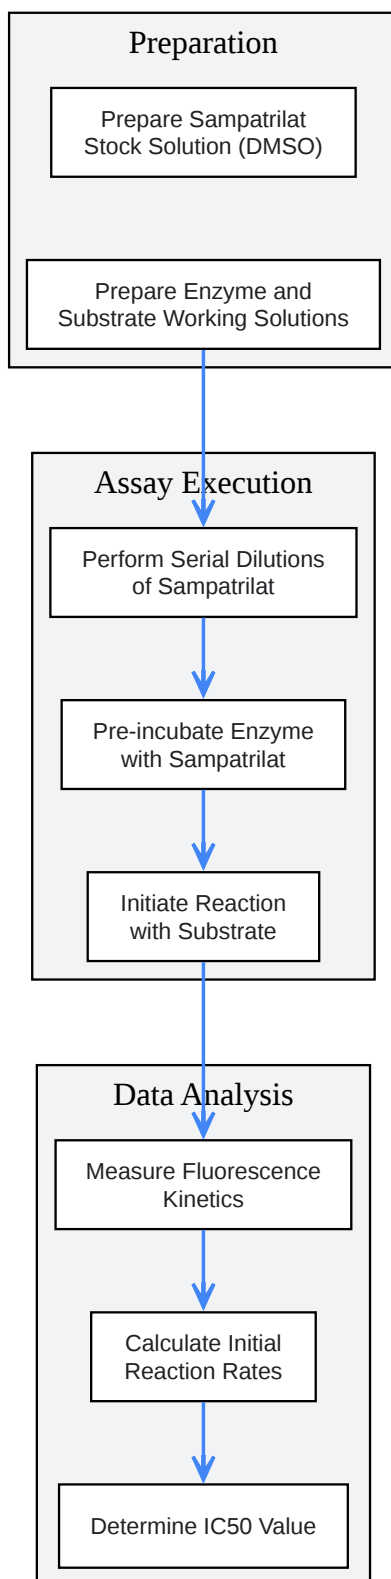 Preparation
Prepare Sampatrilat
Stock Solution (DMSO)
Prepare Enzyme and
Substrate Working Solutions
Assay Execution
Perform Serial Dilutions
of Sampatrilat
Pre-incubate Enzyme
with Sampatrilat
Initiate Reaction
with Substrate
Data Analysis
Measure Fluorescence
Kinetics
Calculate Initial
Reaction Rates
Determine IC50 Value